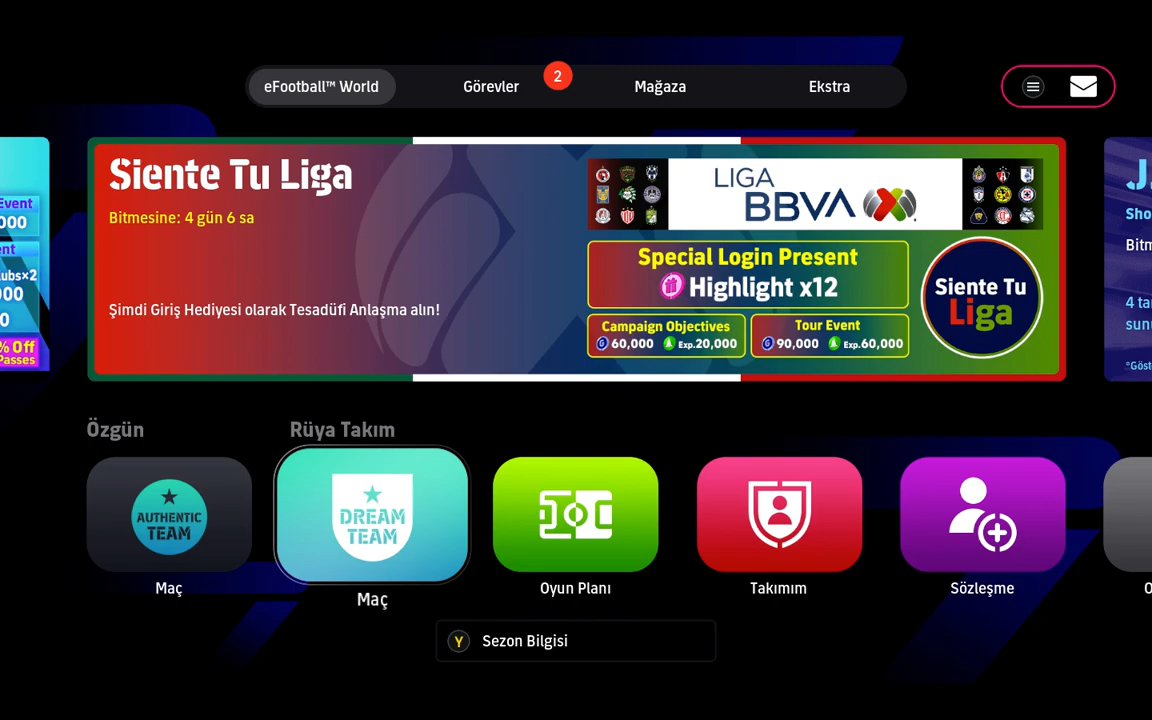 eFootball™ World
Görevler
2
Mağaza
Ekstra
Event
000
ent
lubs×2
000
0
% Off
Passes
Siente Tu Liga
Bitmesine: 4 gün 6 sa
Şimdi Giriş Hediyesi olarak Tesadüfi Anlaşma alın!
LIGA
BBVA
Special Login Present
Highlight x12
Campaign Objectives
60,000 Exp.20,000
Tour Event
90,000 Exp.60,000
Siente Tu
Liga
J.
Sho
Bitm
4 ta
sunu
*Göst
Özgün
Rüya Takım
AUTHENTIC
TEAM
DREAM
TEAM
Maç
Maç
Oyun Planı
Takımım
Sözleşme
O
Y Sezon Bilgisi